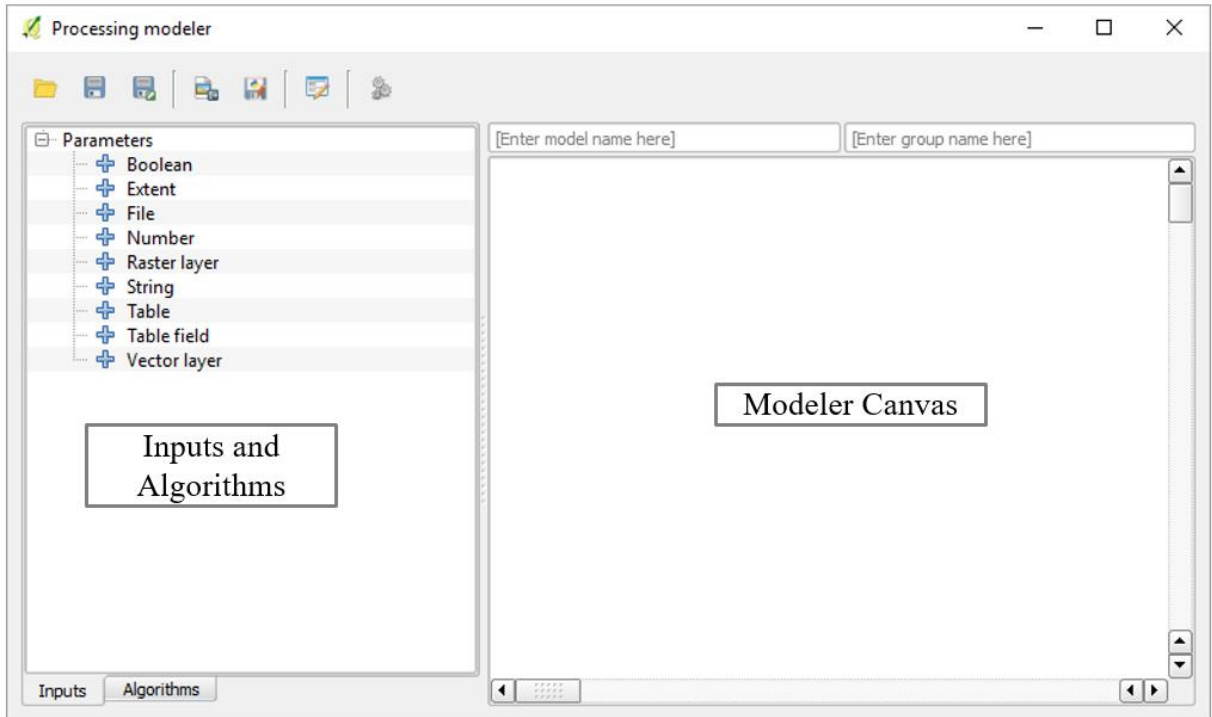 Processing modeler
Parameters
Boolean
Extent
File
Number
Raster layer
String
Table
Table field
Vector layer
Inputs and
Algorithms
Inputs
Algorithms
[Enter model name here]
[Enter group name here]
Modeler Canvas